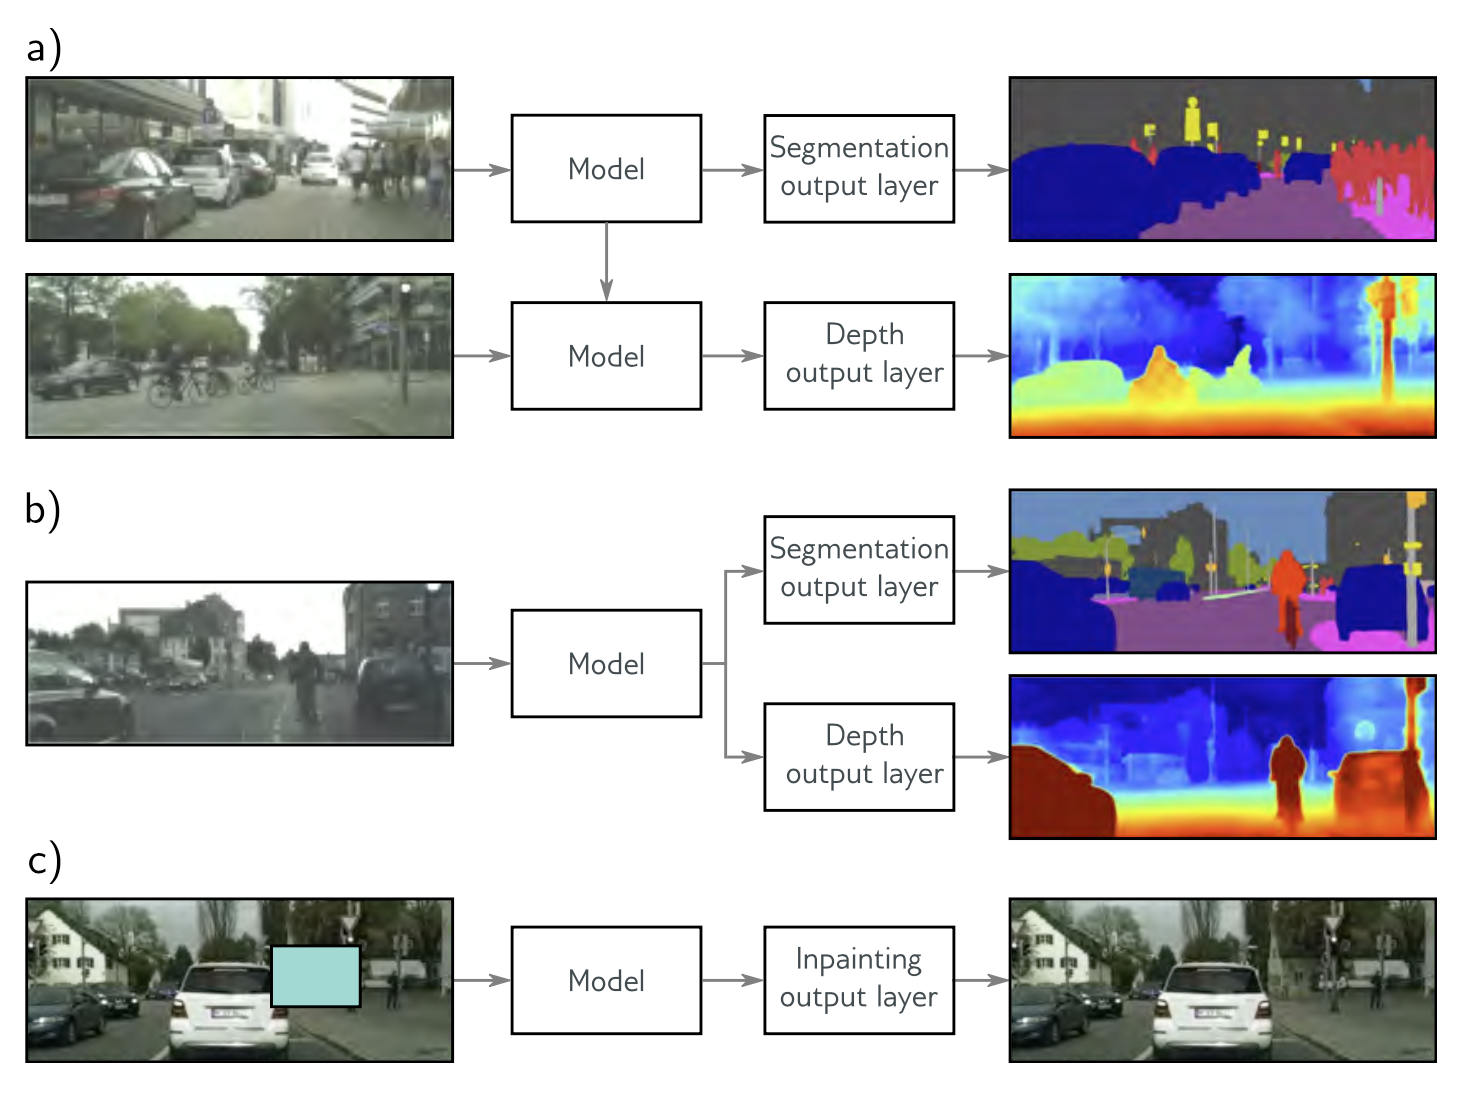 a)
Model
Segmentation
output layer
Model
Depth
output layer
b)
Model
Segmentation
output layer
Depth
output layer
c)
Model
Inpainting
output layer